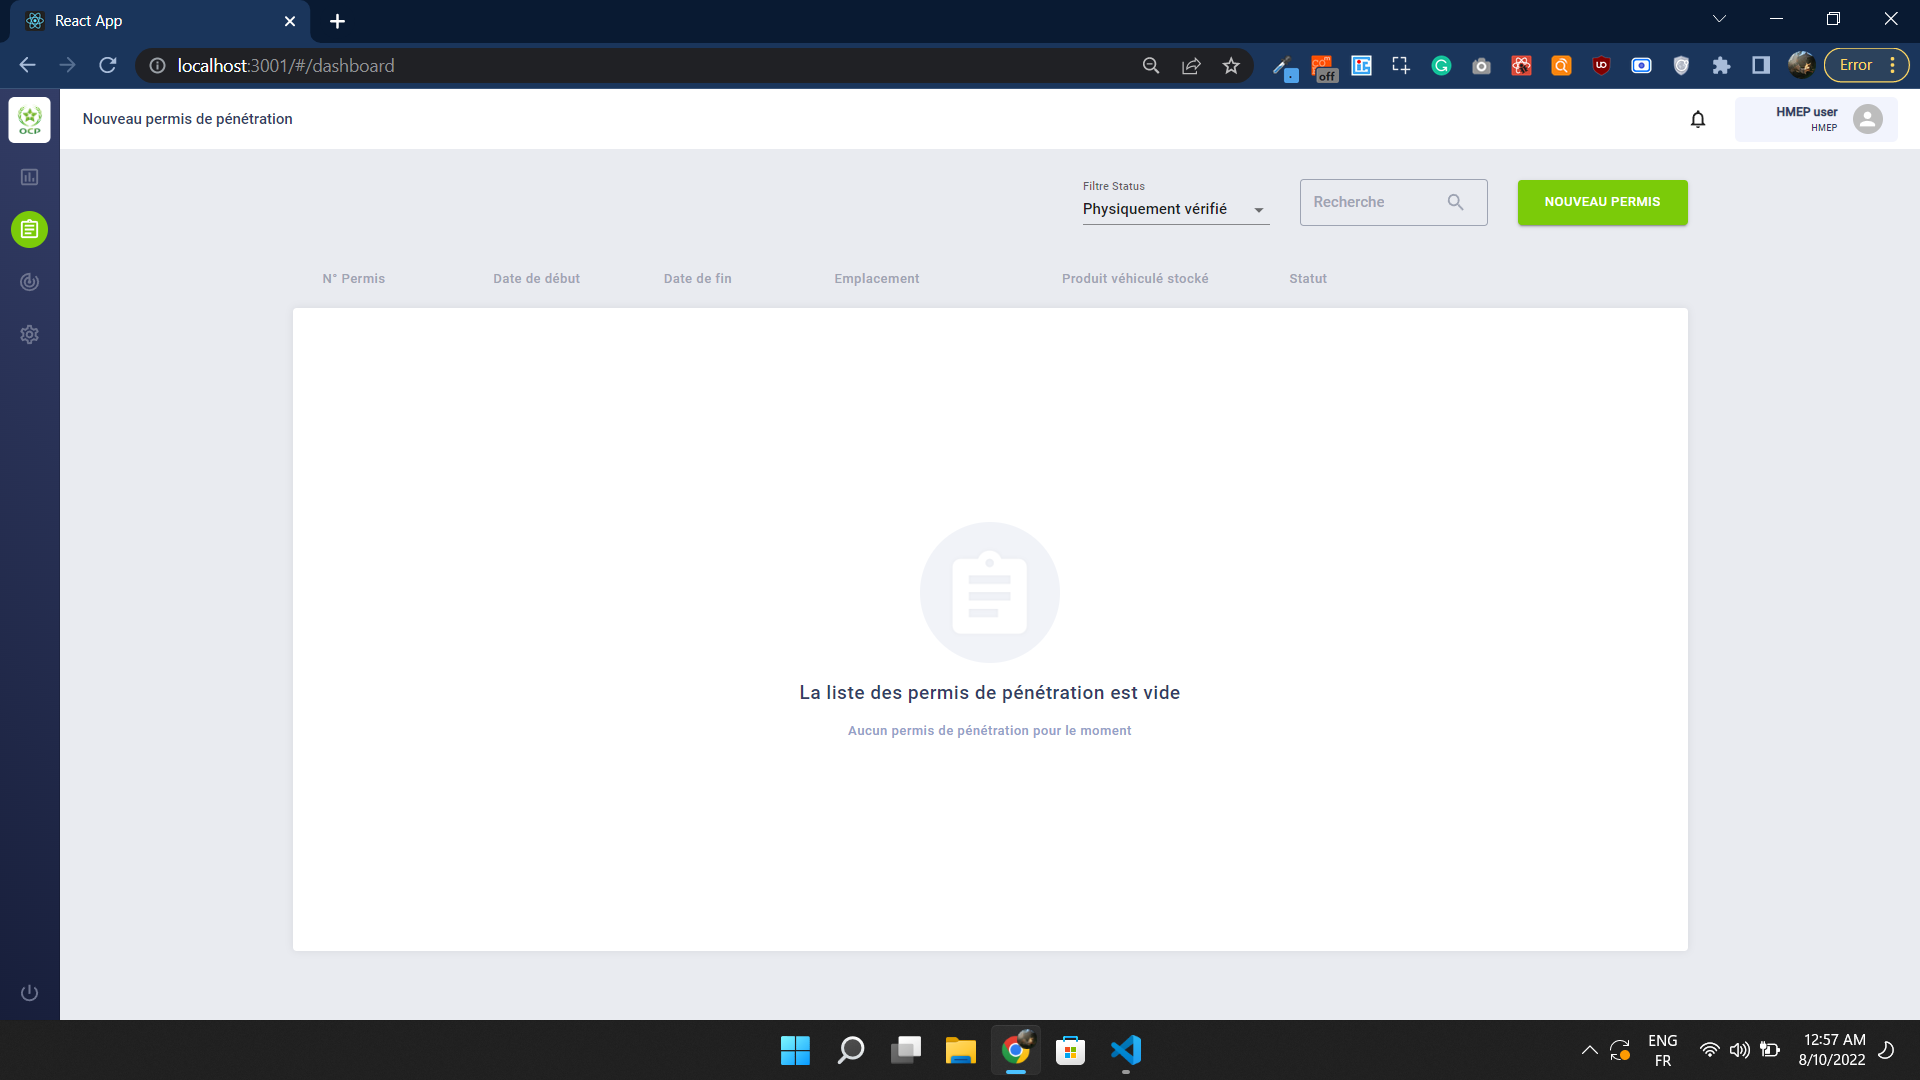 React App
localhost:3001/#/dashboard
off
Error
OCP
Nouveau permis de pénétration
HMEP user
HMEP
Filtre Status
Physiquement vérifié
Recherche
NOUVEAU PERMIS
N° Permis
Date de début
Date de fin
Emplacement
Produit véhiculé stocké
Statut
La liste des permis de pénétration est vide
Aucun permis de pénétration pour le moment
ENG
FR
12:57 AM
8/10/2022